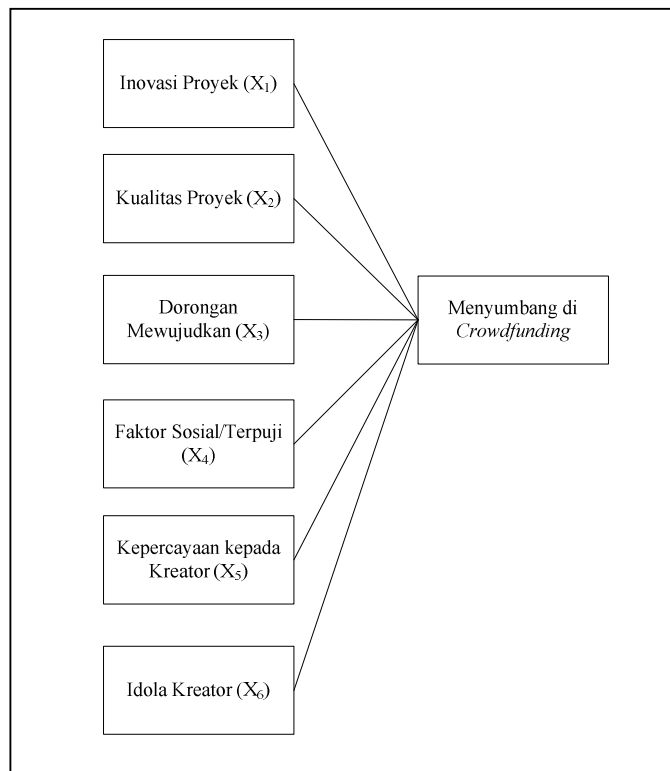 Inovasi Proyek (X₁)
Kualitas Proyek (X₂)
Dorongan
Mewujudkan (X₃)
Faktor Sosial/Terpuji
(X₄)
Kepercayaan kepada
Kreator (X₅)
Idola Kreator (X₆)
Menyumbang di
Crowdfunding